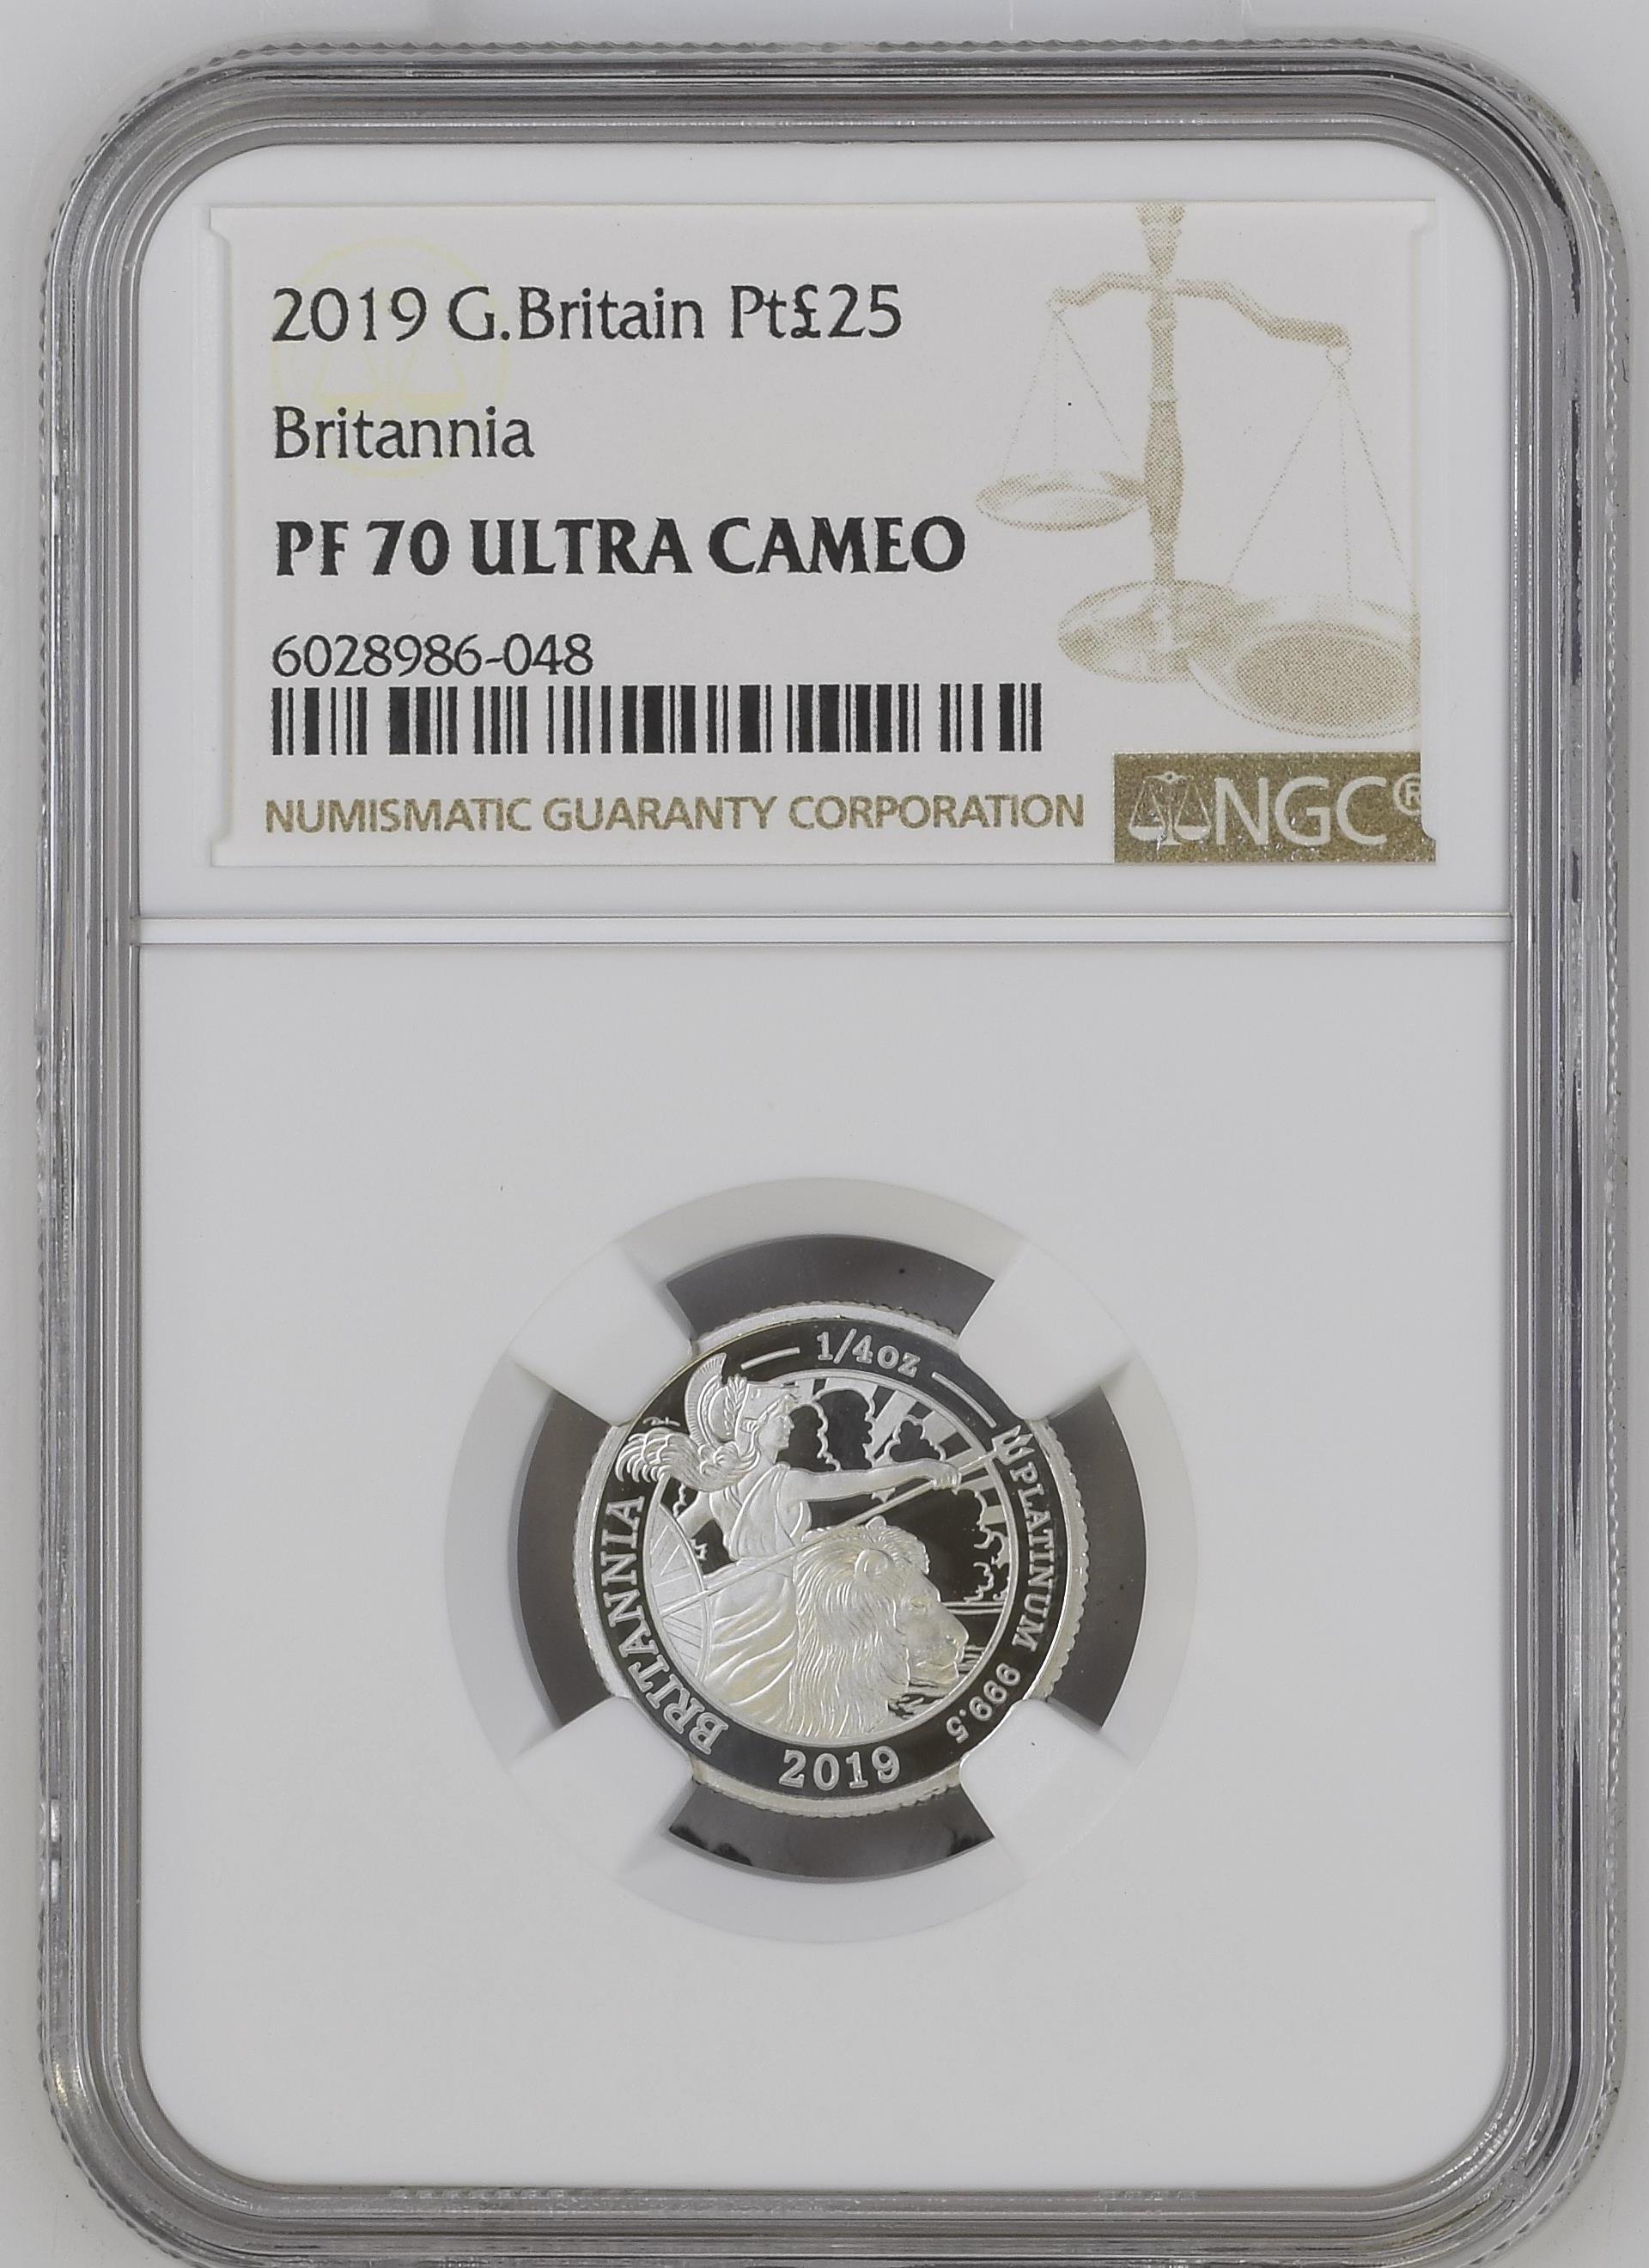 2019 G.Britain Pt£25
Britannia
PF 70 ULTRA CAMEO
6028986-048
NUMISMATIC GUARANTY CORPORATION
NGC®
1/4oz
BRITANNIA
PLATINUM 999.5
2019